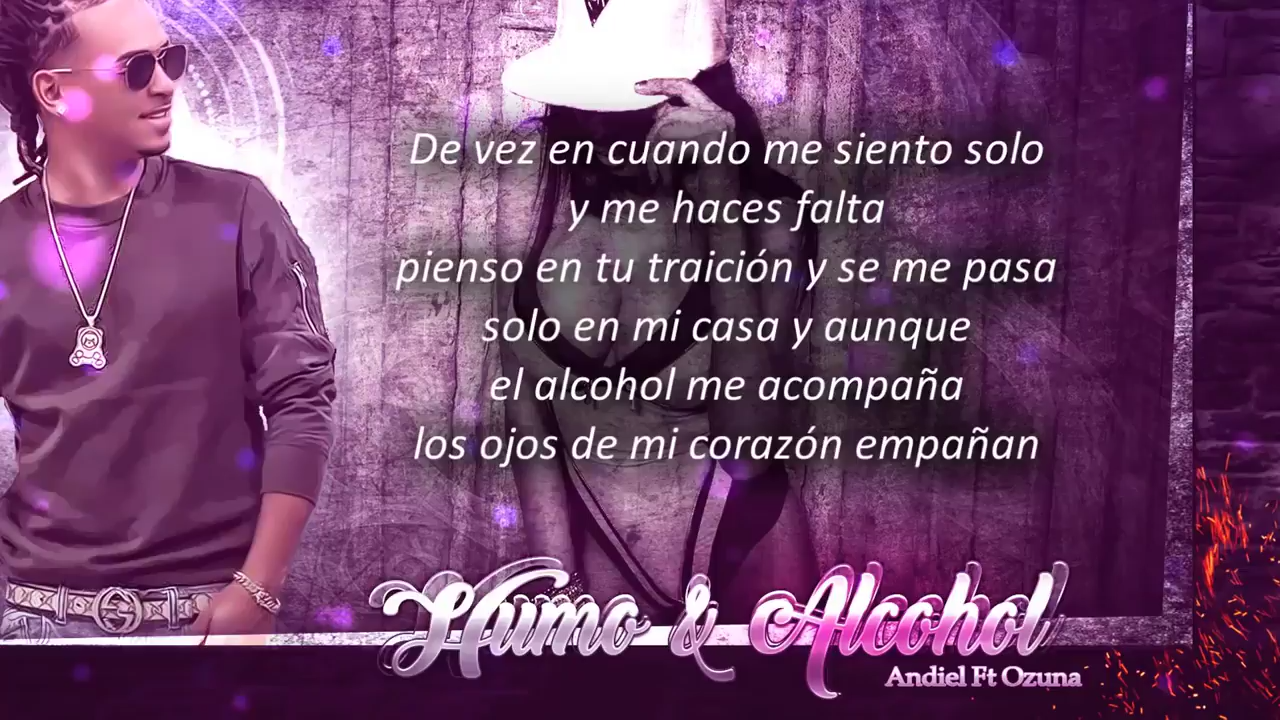 De vez en cuando me siento solo
y me haces falta
pienso en tu traición y se me pasa
solo en mi casa y aunque
el alcohol me acompaña
los ojos de mi corazón empañan
Humo & Alcohol
Andiel Ft Ozuna